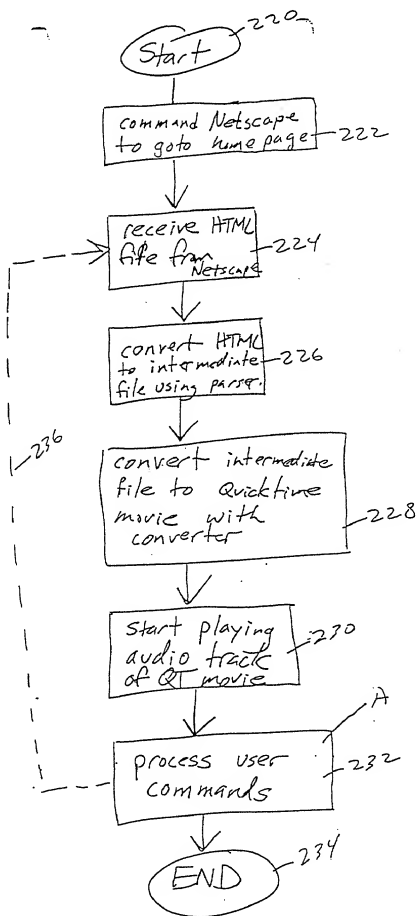 220
Start
command Netscape
to goto home page
222
receive HTML
file from
Netscape
224
convert HTML
to intermediate
file using parser.
226
convert intermediate
file to Quicktime
movie with
converter
228
236
start playing
audio track
of QT movie
230
A
process user
commands
232
END
234